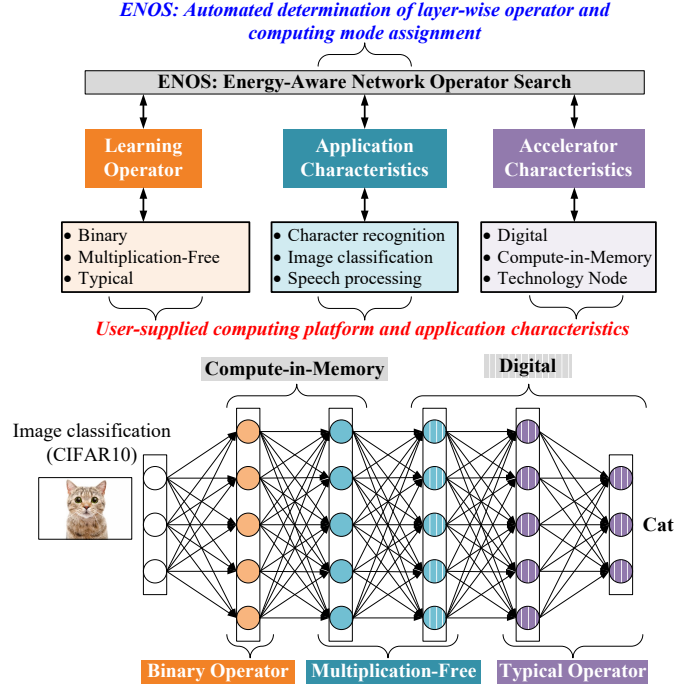 ENOS: Automated determination of layer-wise operator and
computing mode assignment
ENOS: Energy-Aware Network Operator Search
Learning
Operator
Application
Characteristics
Accelerator
Characteristics
● Binary
● Multiplication-Free
● Typical
● Character recognition
● Image classification
● Speech processing
● Digital
● Compute-in-Memory
● Technology Node
User-supplied computing platform and application characteristics
Compute-in-Memory
Digital
Image classification
(CIFAR10)
Cat
Binary Operator
Multiplication-Free
Typical Operator